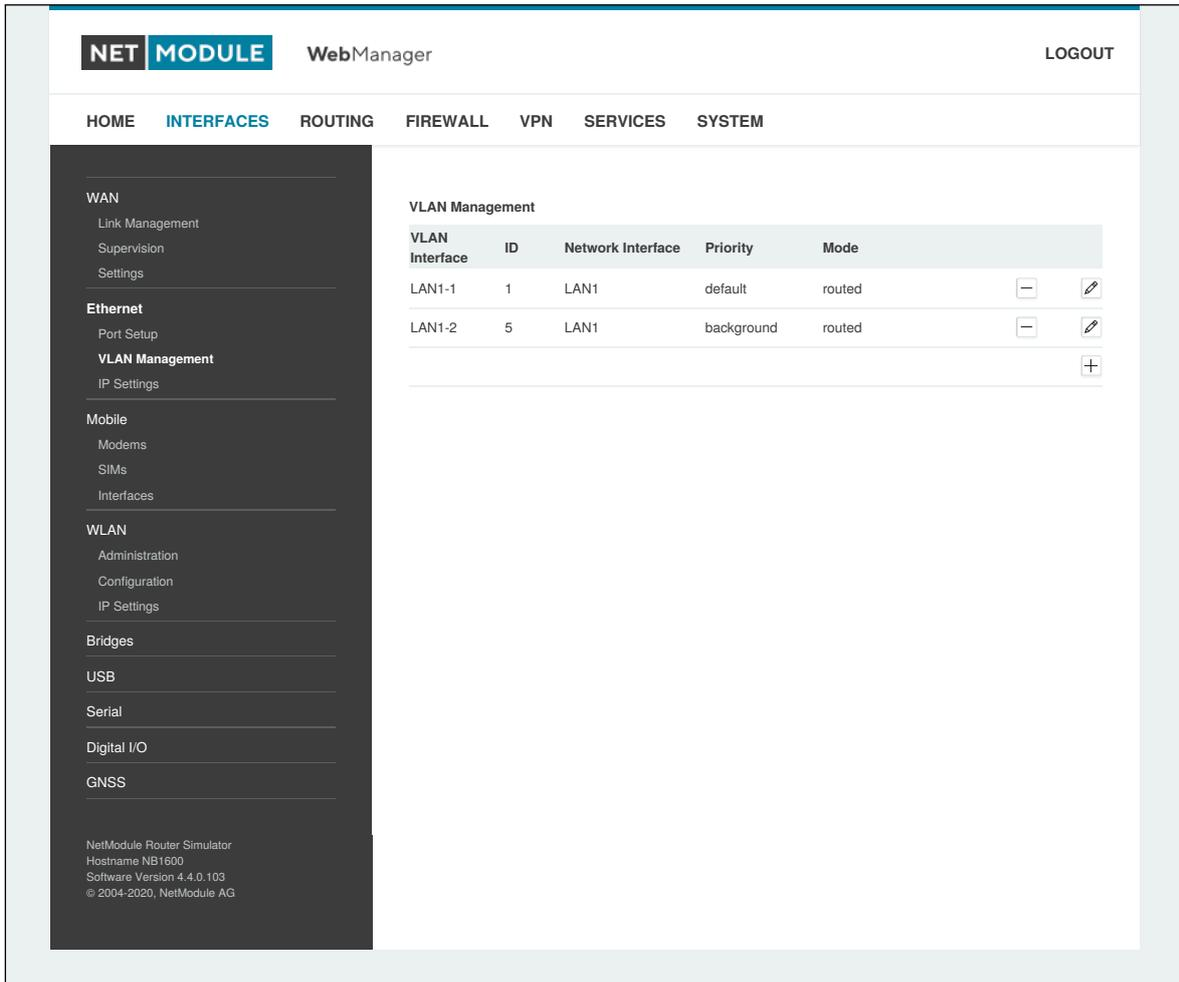 NET MODULE WebManager LOGOUT
HOME INTERFACES ROUTING FIREWALL VPN SERVICES SYSTEM
WAN
Link Management
Supervision
Settings
Ethernet
Port Setup
VLAN Management
IP Settings
Mobile
Modems
SIMs
Interfaces
WLAN
Administration
Configuration
IP Settings
Bridges
USB
Serial
Digital I/O
GNSS
NetModule Router Simulator
Hostname NB1600
Software Version 4.4.0.103
© 2004-2020, NetModule AG
VLAN Management
VLAN Interface ID Network Interface Priority Mode
LAN1-1 1 LAN1 default routed
LAN1-2 5 LAN1 background routed